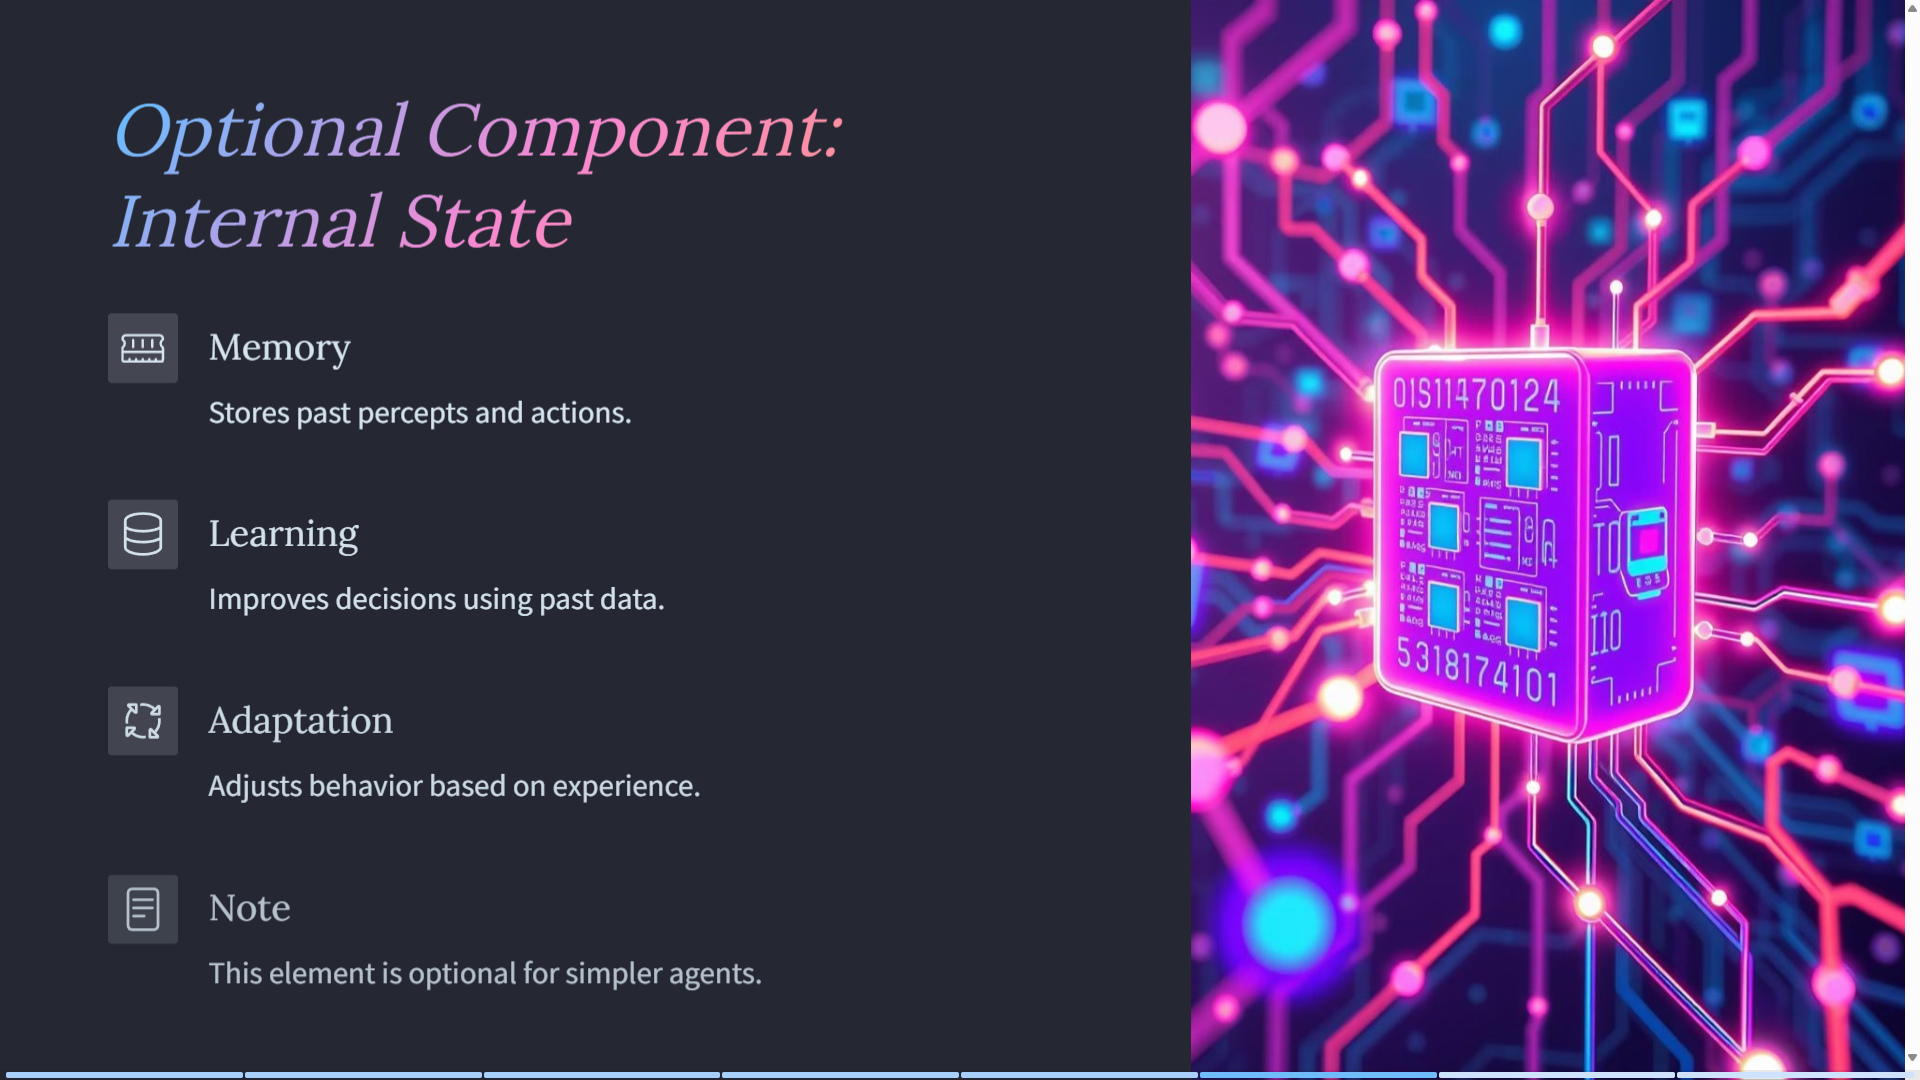 Optional Component:
Internal State
Memory
Stores past percepts and actions.
Learning
Improves decisions using past data.
Adaptation
Adjusts behavior based on experience.
Note
This element is optional for simpler agents.
01S11470124
5318174101